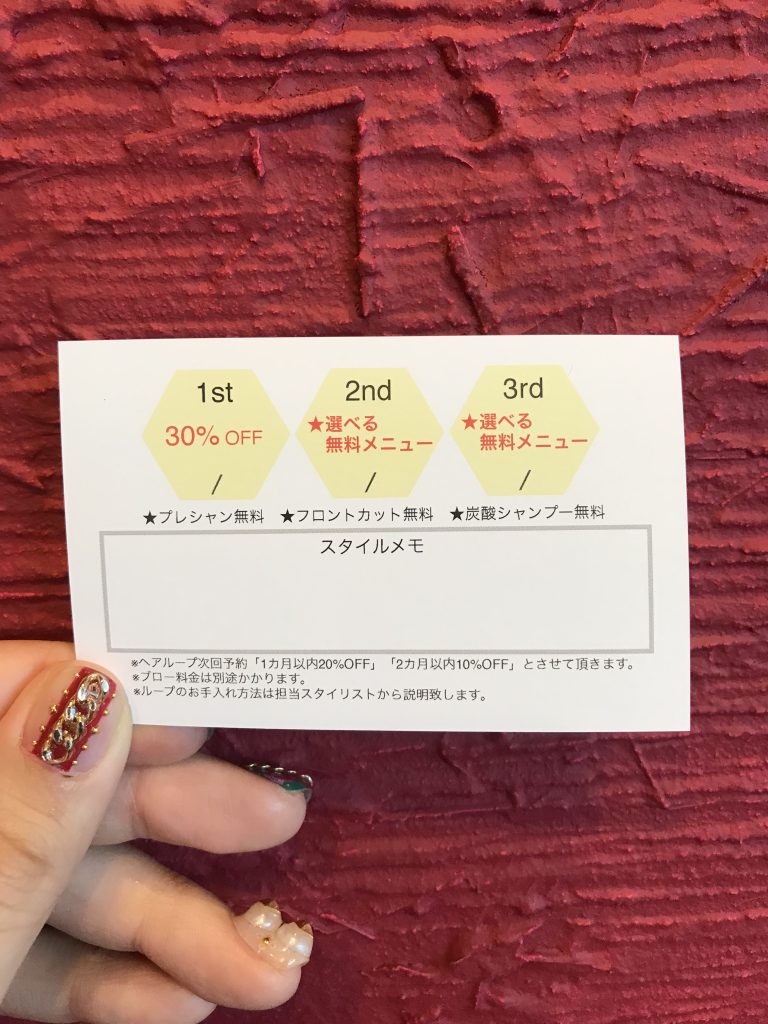 1st
30% OFF
/
2nd
★選べる
無料メニュー
/
3rd
★選べる
無料メニュー
/
★プレシャン無料 ★フロントカット無料 ★炭酸シャンプー無料
スタイルメモ
※ヘアループ次回予約「1カ月以内20%OFF」「2カ月以内10%OFF」とさせて頂きます。
※ブロー料金は別途かかります。
※ループのお手入れ方法は担当スタイリストから説明致します。